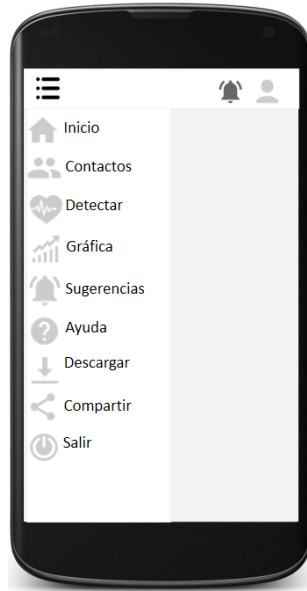 Inicio
Contactos
Detectar
Gráfica
Sugerencias
Ayuda
Descargar
Compartir
Salir